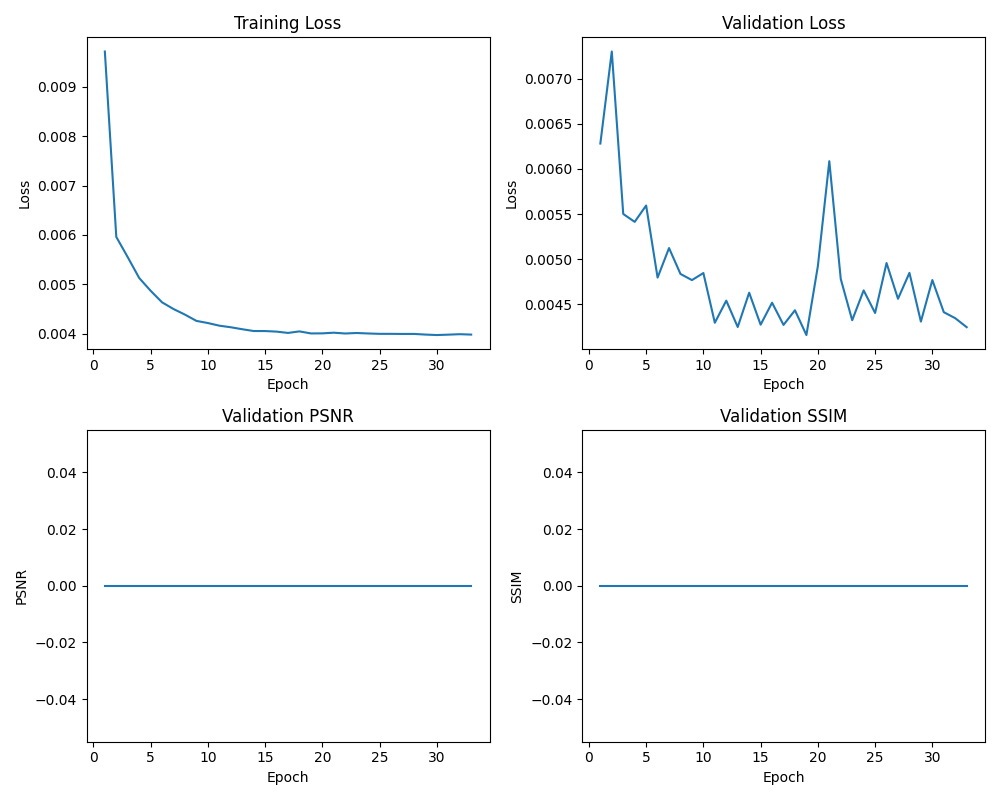 Training Loss
0.009
0.008
0.007
0.006
0.005
0.004
Loss
0 5 10 15 20 25 30
Epoch
Validation Loss
0.0070
0.0065
0.0060
0.0055
0.0050
0.0045
Loss
0 5 10 15 20 25 30
Epoch
Validation PSNR
0.04
0.02
0.00
−0.02
−0.04
PSNR
0 5 10 15 20 25 30
Epoch
Validation SSIM
0.04
0.02
0.00
−0.02
−0.04
SSIM
0 5 10 15 20 25 30
Epoch